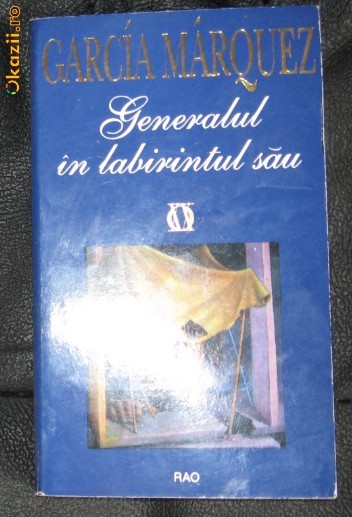 Okazii.ro
GARCÍA MÁRQUEZ
Generalul
în labirintul său
RAO